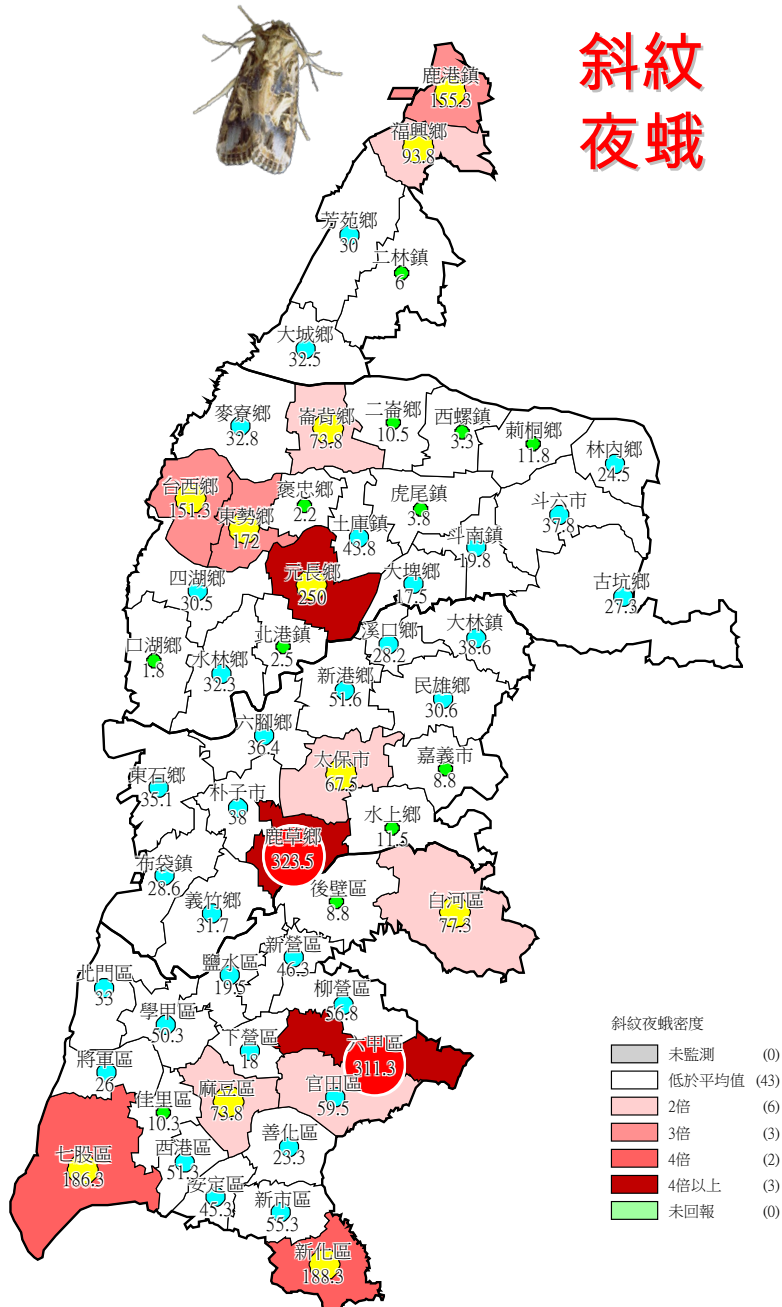 斜紋
夜蛾
鹿港鎮
155.3
福興鄉
93.8
芳苑鄉
30
二林鎮
6
大城鄉
32.5
麥寮鄉
32.8
崙背鄉
73.8
二崙鄉
10.5
西螺鎮
3.3
莿桐鄉
11.8
林內鄉
24.5
台西鄉
151.3
東勢鄉
172
褒忠鄉
2.2
土庫鎮
43.8
虎尾鎮
3.8
斗南鎮
19.8
斗六市
37.8
古坑鄉
27.3
四湖鄉
30.5
元長鄉
250
大埤鄉
17.5
口湖鄉
1.8
水林鄉
32.3
北港鎮
2.5
溪口鄉
28.2
大林鎮
38.6
新港鄉
51.6
民雄鄉
30.6
六腳鄉
36.4
太保市
67.5
嘉義市
8.8
東石鄉
35.1
朴子市
38
鹿草鄉
323.5
水上鄉
11.5
布袋鎮
28.6
義竹鄉
31.7
後壁區
8.8
白河區
77.3
新營區
46.3
鹽水區
19.5
北門區
33
柳營區
56.8
學甲區
50.3
下營區
18
六甲區
311.3
將軍區
26
佳里區
10.3
麻豆區
73.8
官田區
59.5
七股區
186.3
西港區
51.3
善化區
23.3
安定區
45.3
新市區
55.3
新化區
188.3
斜紋夜蛾密度
未監測 (0)
低於平均值 (43)
2倍 (6)
3倍 (3)
4倍 (2)
4倍以上 (3)
未回報 (0)